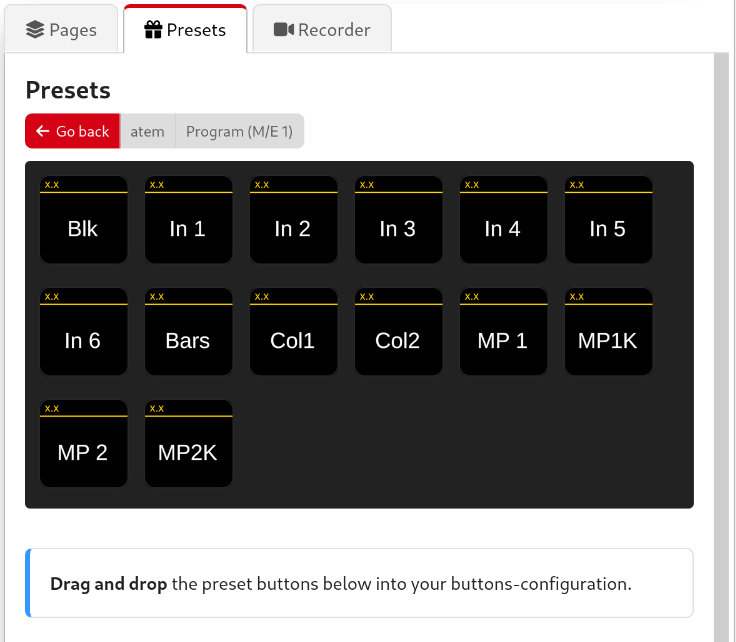 Pages Presets Recorder
Presets
Go back atem Program (M/E 1)
x.x x.x x.x x.x x.x x.x
Blk In 1 In 2 In 3 In 4 In 5
x.x x.x x.x x.x x.x x.x
In 6 Bars Col1 Col2 MP 1 MP1K
x.x x.x
MP 2 MP2K
Drag and drop the preset buttons below into your buttons-configuration.